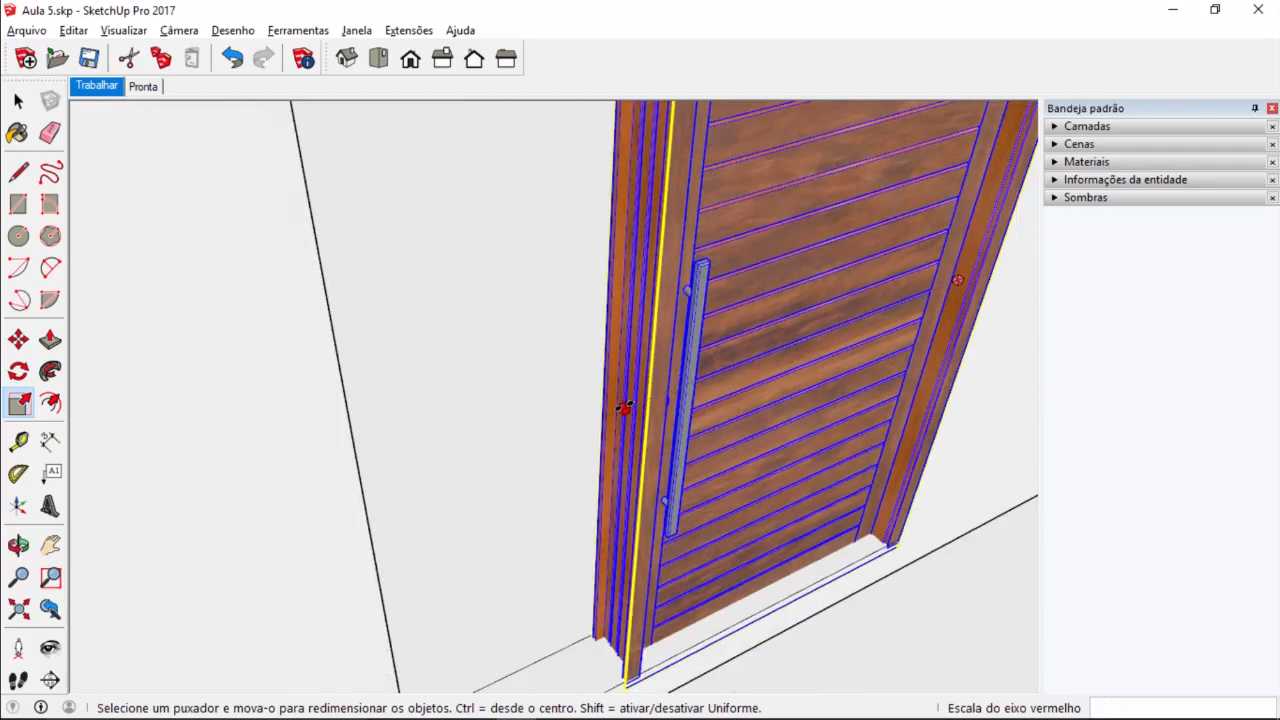 Aula 5.skp - SketchUp Pro 2017
Arquivo Editar Visualizar Câmera Desenho Ferramentas Janela Extensões Ajuda
Trabalhar Pronta
Bandeja padrão
Camadas
Cenas
Materiais
Informações da entidade
Sombras
A1
Selecione um puxador e mova-o para redimensionar os objetos. Ctrl = desde o centro. Shift = ativar/desativar Uniforme.
Escala do eixo vermelho